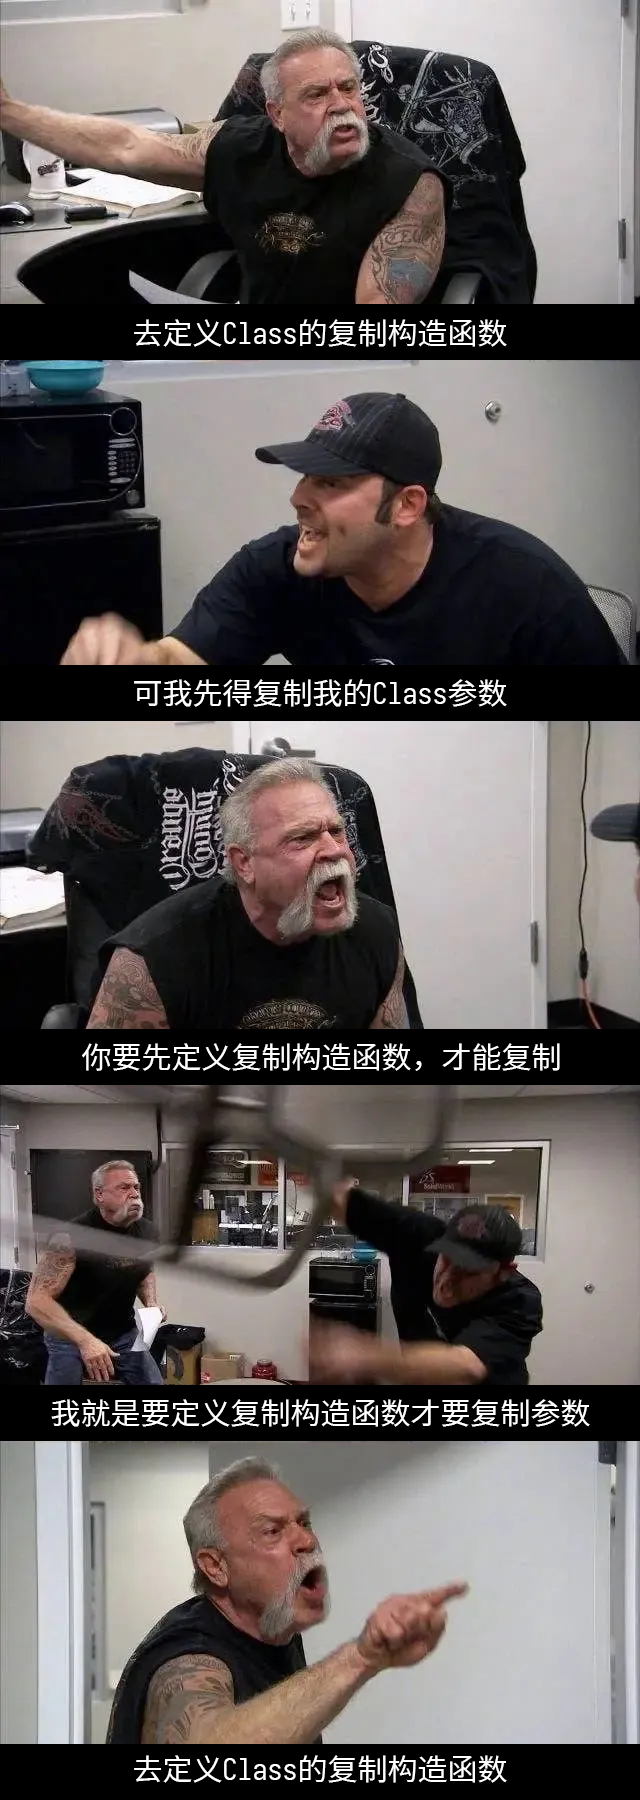 去定义Class的复制构造函数
可我先得复制我的Class参数
Orange
County
你要先定义复制构造函数，才能复制
我就是要定义复制构造函数才要复制参数
SolidWorks
去定义Class的复制构造函数